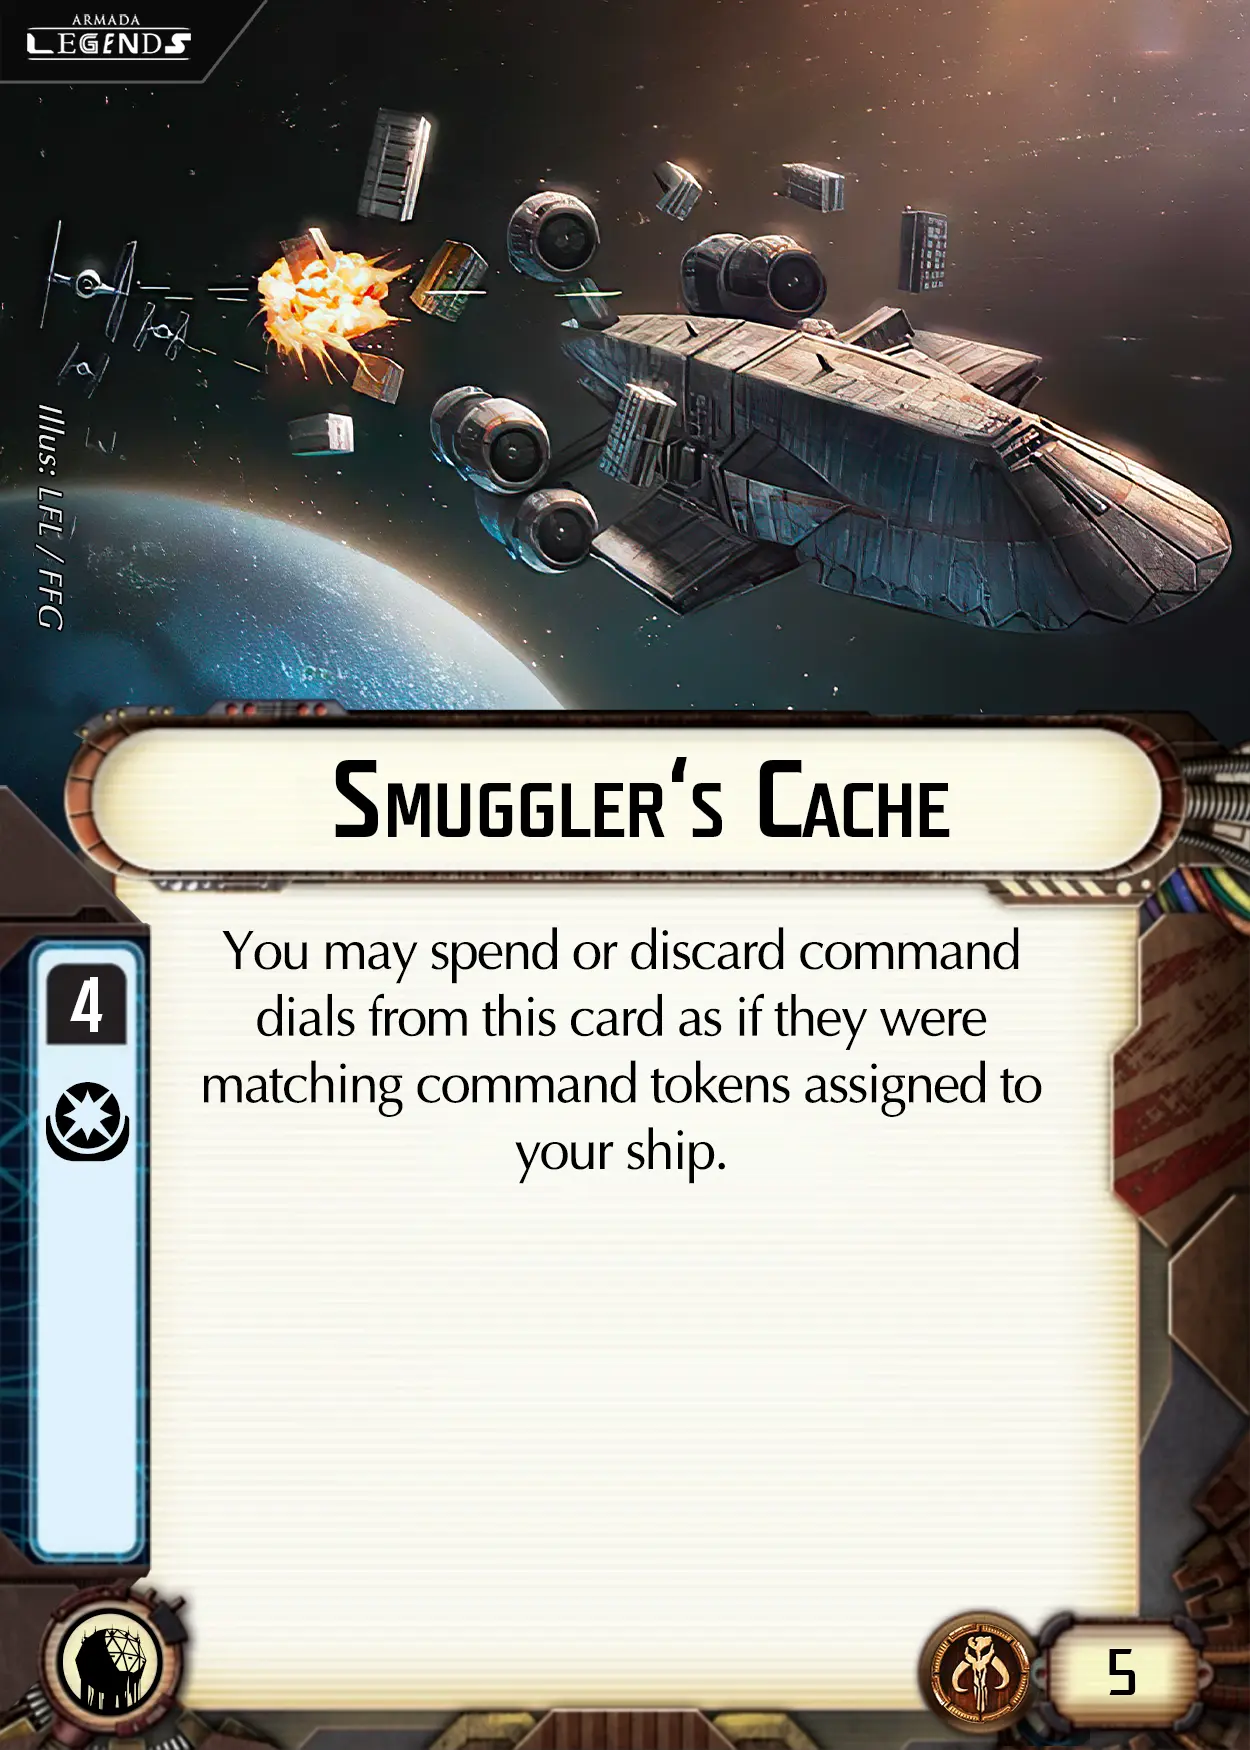 ARMADA
LEGENDS
Illus: LFL / FFG
Smuggler‘s Cache
4
You may spend or discard command
dials from this card as if they were
matching command tokens assigned to
your ship.
5